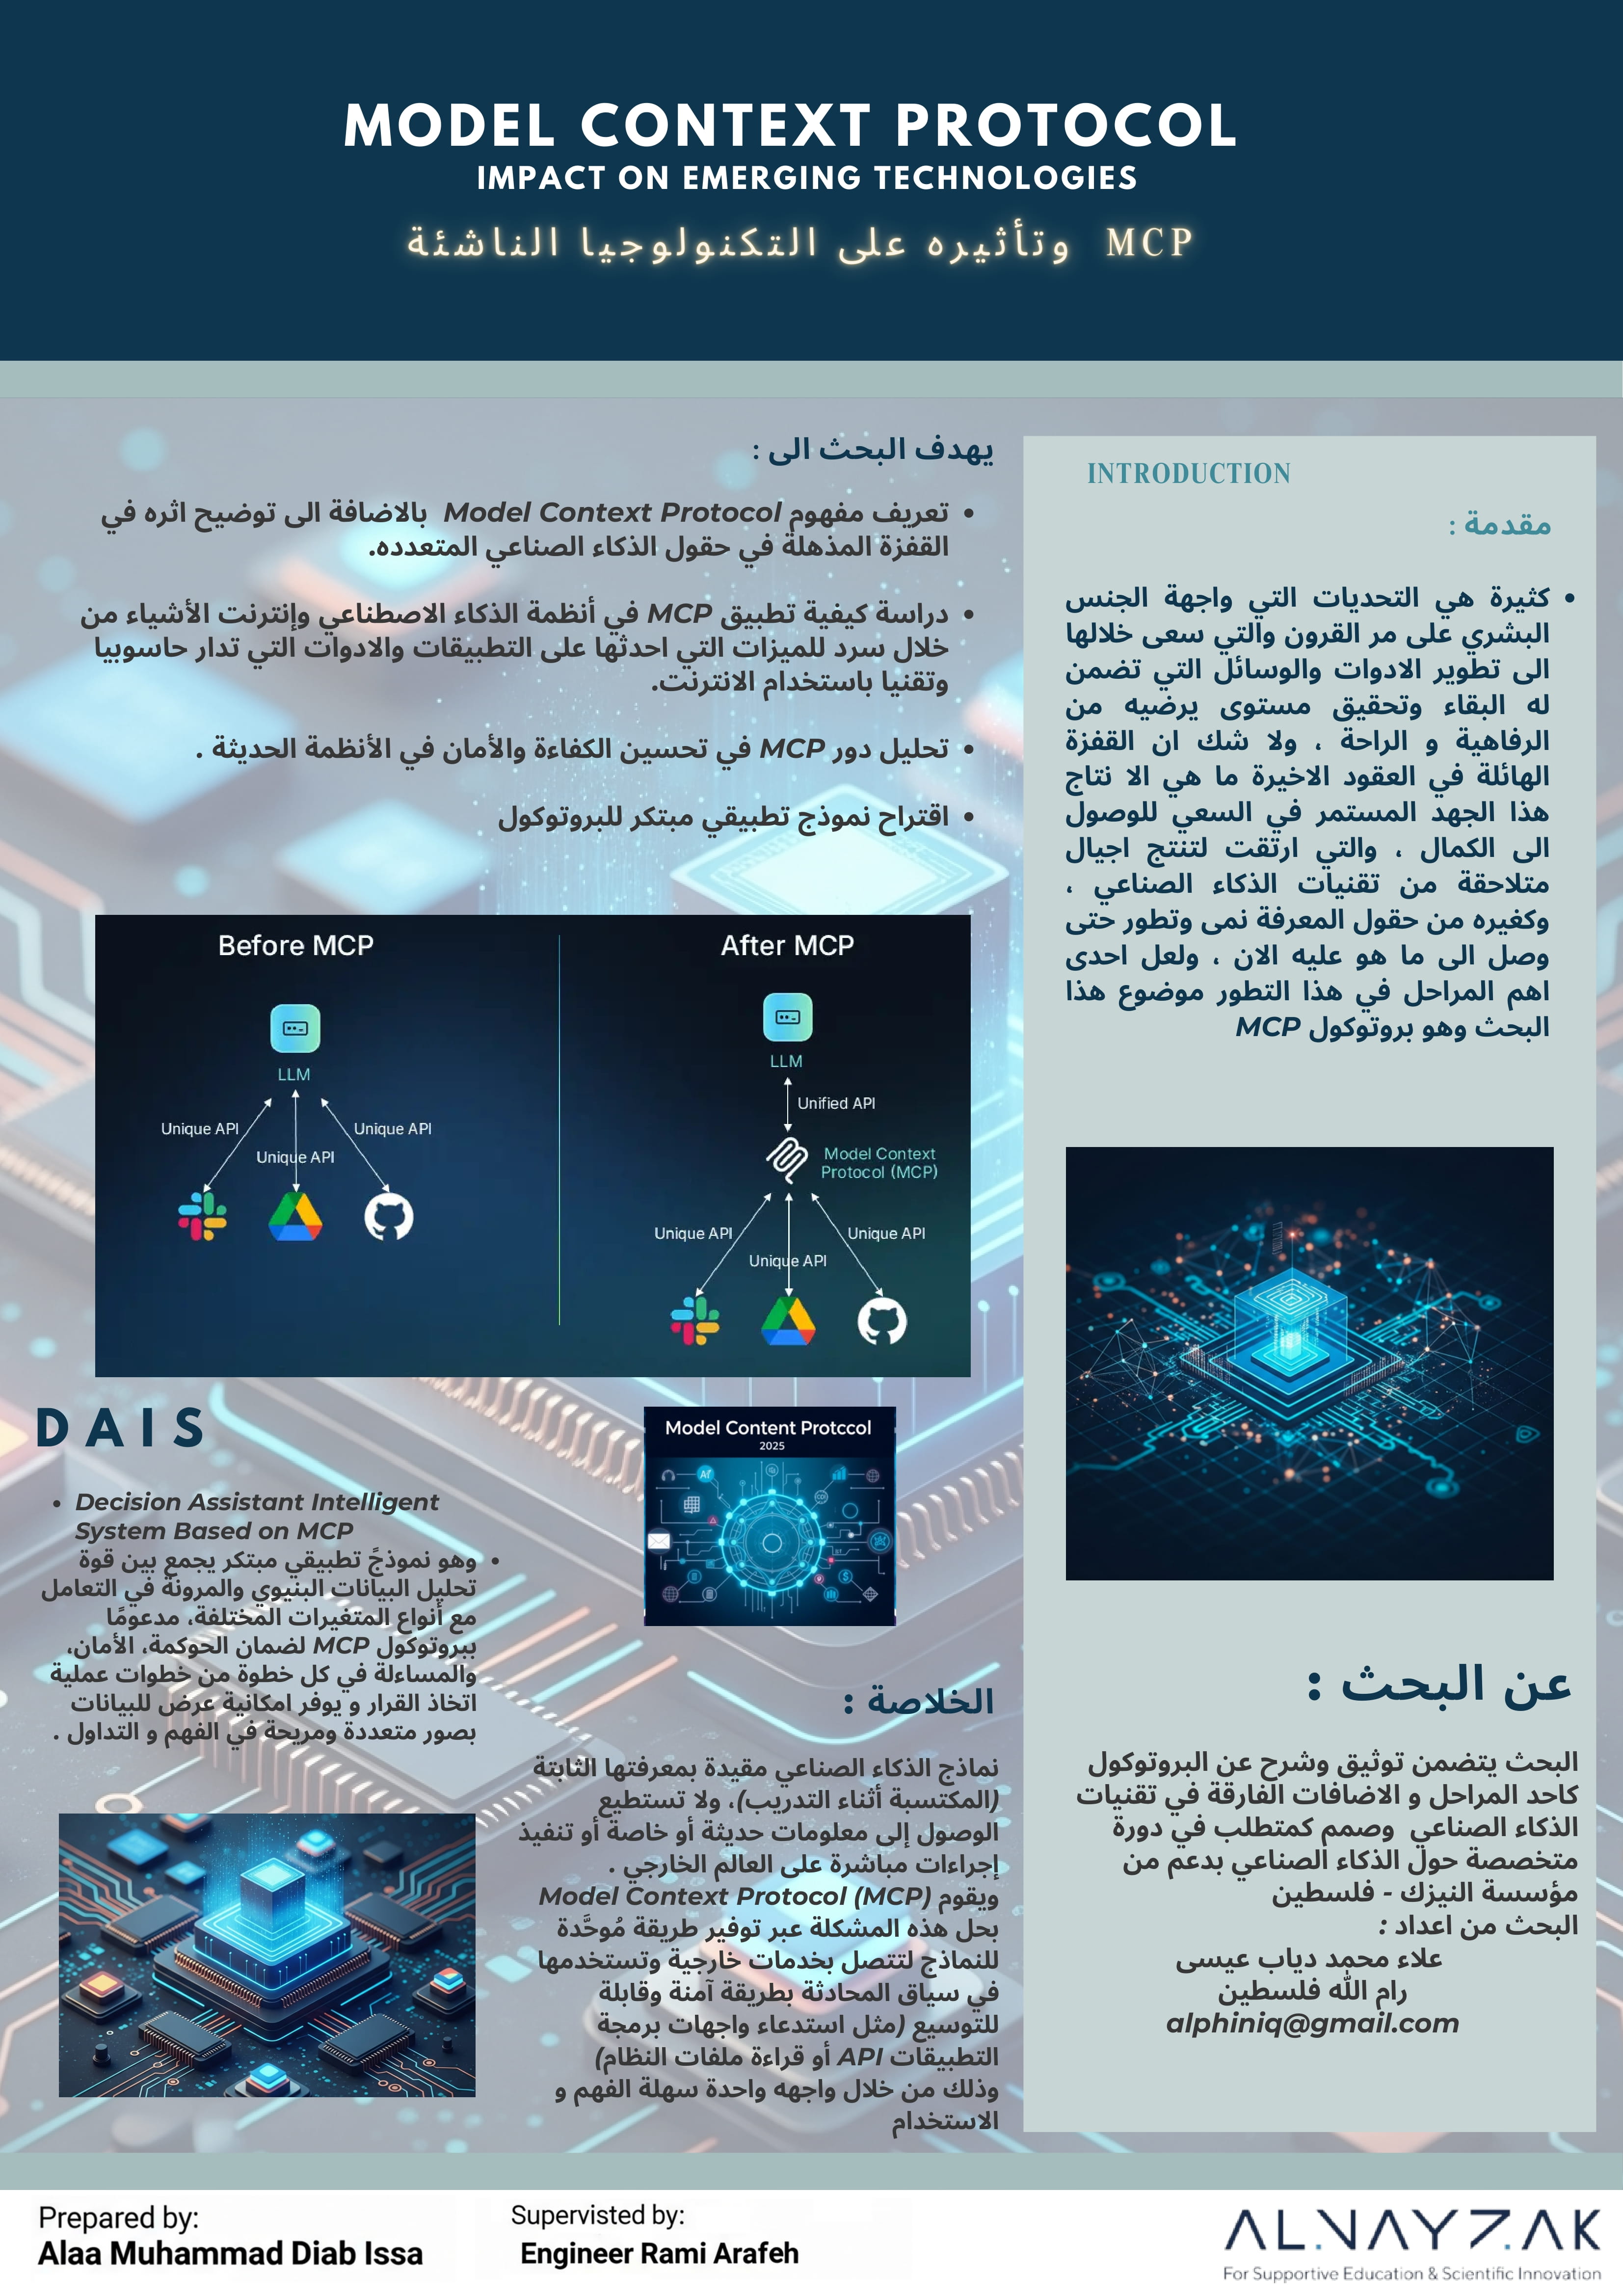 MODEL CONTEXT PROTOCOL
IMPACT ON EMERGING TECHNOLOGIES
MCP وتأثيره على التكنولوجيا الناشئة
INTRODUCTION
مقدمة :
• كثيرة هي التحديات التي واجهة الجنس
البشري على مر القرون والتي سعى خلالها
الى تطوير الادوات والوسائل التي تضمن
له البقاء وتحقيق مستوى يرضيه من
الرفاهية و الراحة ، ولا شك ان القفزة
الهائلة في العقود الاخيرة ما هي الا نتاج
هذا الجهد المستمر في السعي للوصول
الى الكمال ، والتي ارتقت لتنتج اجيال
متلاحقة من تقنيات الذكاء الصناعي ،
وكغيره من حقول المعرفة نمى وتطور حتى
وصل الى ما هو عليه الان ، ولعل احدى
اهم المراحل في هذا التطور موضوع هذا
البحث وهو بروتوكول MCP
عن البحث :
البحث يتضمن توثيق وشرح عن البروتوكول
كاحد المراحل و الاضافات الفارقة في تقنيات
الذكاء الصناعي وصمم كمتطلب في دورة
متخصصة حول الذكاء الصناعي بدعم من
مؤسسة النيزك - فلسطين
البحث من اعداد :
علاء محمد دياب عيسى
رام الله فلسطين
alphiniq@gmail.com
يهدف البحث الى :
• تعريف مفهوم Model Context Protocol بالاضافة الى توضيح اثره في
القفزة المذهلة في حقول الذكاء الصناعي المتعدده.
• دراسة كيفية تطبيق MCP في أنظمة الذكاء الاصطناعي وإنترنت الأشياء من
خلال سرد للميزات التي احدثها على التطبيقات والادوات التي تدار حاسوبيا
وتقنيا باستخدام الانترنت.
• تحليل دور MCP في تحسين الكفاءة والأمان في الأنظمة الحديثة .
• اقتراح نموذج تطبيقي مبتكر للبروتوكول
Before MCP
LLM
Unique API
Unique API
Unique API
After MCP
LLM
Unified API
Model Context
Protocol (MCP)
Unique API
Unique API
Unique API
Model Content Protccol
2025
AI
الخلاصة :
نماذج الذكاء الصناعي مقيدة بمعرفتها الثابتة
(المكتسبة أثناء التدريب)، ولا تستطيع
الوصول إلى معلومات حديثة أو خاصة أو تنفيذ
إجراءات مباشرة على العالم الخارجي .
ويقوم Model Context Protocol (MCP)
بحل هذه المشكلة عبر توفير طريقة مُوحَّدة
للنماذج لتتصل بخدمات خارجية وتستخدمها
في سياق المحادثة بطريقة آمنة وقابلة
للتوسيع (مثل استدعاء واجهات برمجة
التطبيقات API أو قراءة ملفات النظام)
وذلك من خلال واجهه واحدة سهلة الفهم و
الاستخدام
DAIS
• Decision Assistant Intelligent
System Based on MCP
• وهو نموذجً تطبيقي مبتكر يجمع بين قوة
تحليل البيانات البنيوي والمرونة في التعامل
مع أنواع المتغيرات المختلفة، مدعومًا
ببروتوكول MCP لضمان الحوكمة، الأمان،
والمساءلة في كل خطوة من خطوات عملية
اتخاذ القرار و يوفر امكانية عرض للبيانات
بصور متعددة ومريحة في الفهم و التداول .
Prepared by:
Alaa Muhammad Diab Issa
Supervisted by:
Engineer Rami Arafeh
ALNAYZAK
For Supportive Education & Scientific Innovation